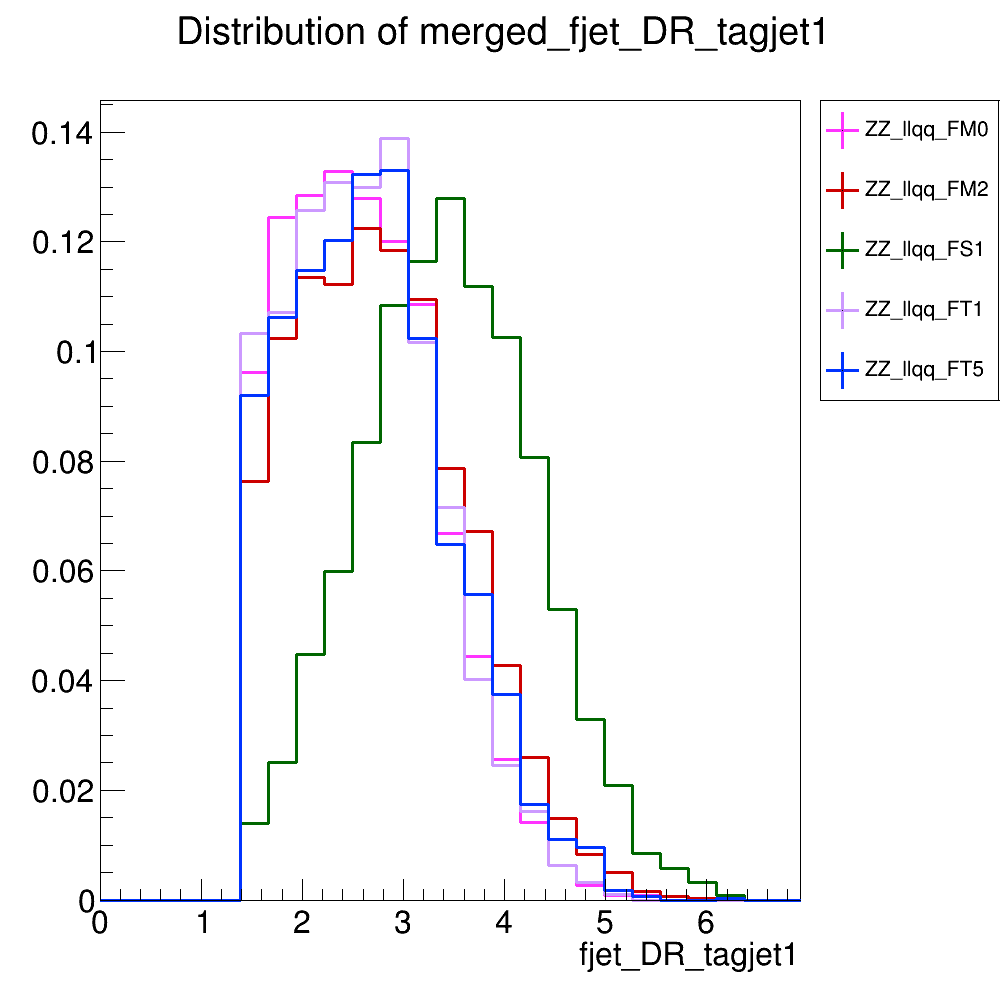 Distribution of merged_fjet_DR_tagjet1
0.14
0.12
0.1
0.08
0.06
0.04
0.02
0
0 1 2 3 4 5 6
fjet_DR_tagjet1
ZZ_llqq_FM0
ZZ_llqq_FM2
ZZ_llqq_FS1
ZZ_llqq_FT1
ZZ_llqq_FT5